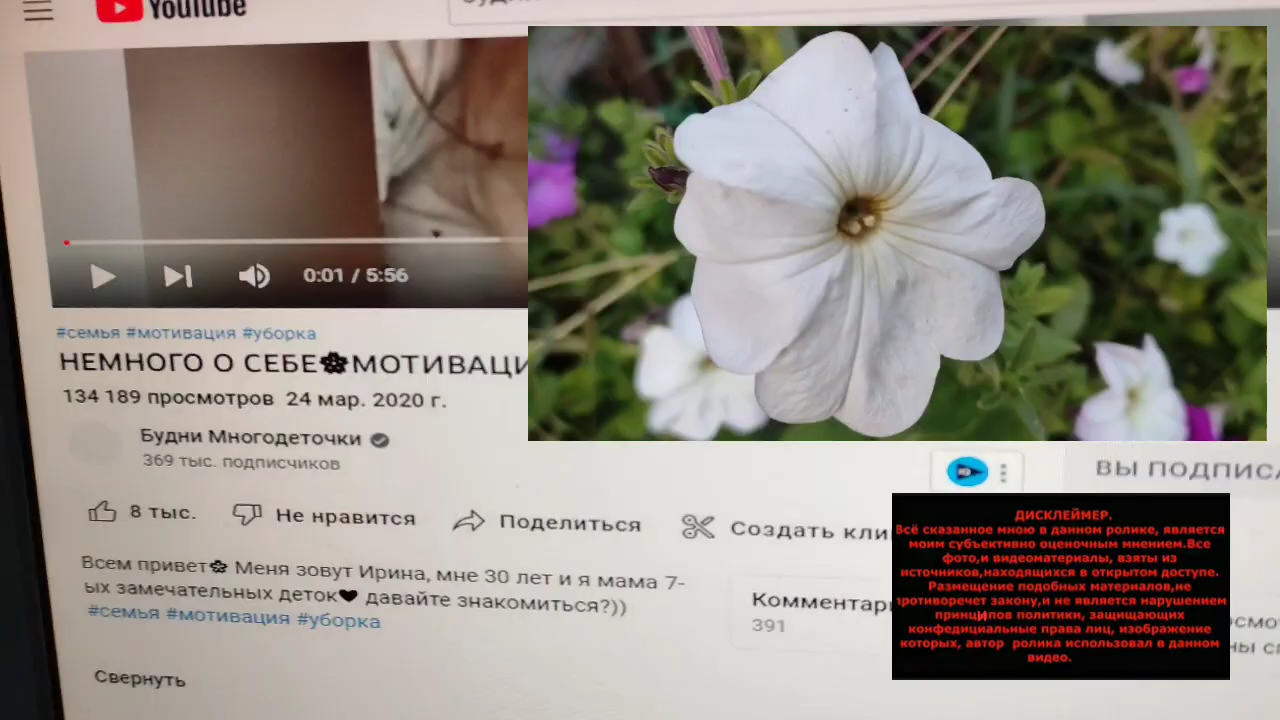 YouTube
0:01 / 5:56
#семья #мотивация #уборка
НЕМНОГО О СЕБЕ🌼МОТИВАЦИ
134 189 просмотров 24 мар. 2020 г.
Будни Многодеточки
369 тыс. подписчиков
ВЫ ПОДПИСА
8 тыс.
Не нравится
Поделиться
Создать кли
Всем привет🌼 Меня зовут Ирина, мне 30 лет и я мама 7-
ых замечательных деток❤ давайте знакомиться?))
#семья #мотивация #уборка
Свернуть
Комментар
391
ДИСКЛЕЙМЕР.
Всё сказанное мною в данном ролике, является
моим субъективно оценочным мнением.Все
фото,и видеоматериалы, взяты из
источников,находящихся в открытом доступе.
Размещение подобных материалов,не
противоречет закону,и не является нарушением
принципов политики, защищающих
конфедициальные права лиц, изображение
которых, автор ролика использовал в данном
видео.